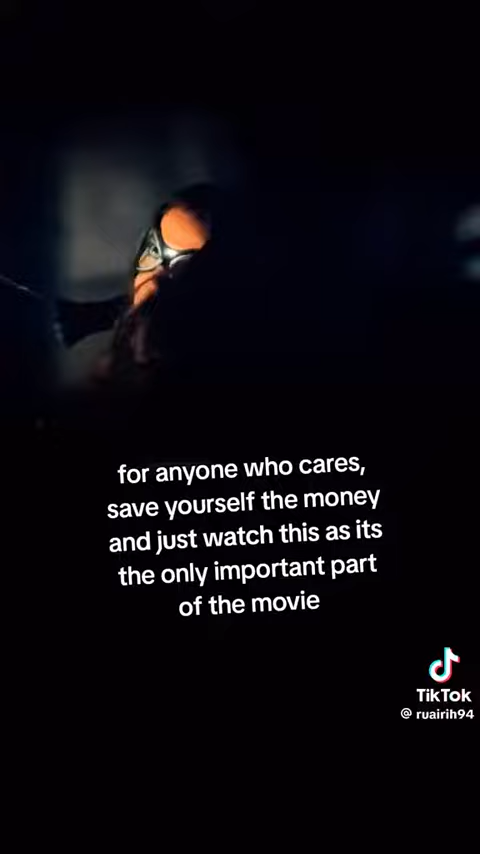 for anyone who cares,
save yourself the money
and just watch this as its
the only important part
of the movie
TikTok
@ ruairih94